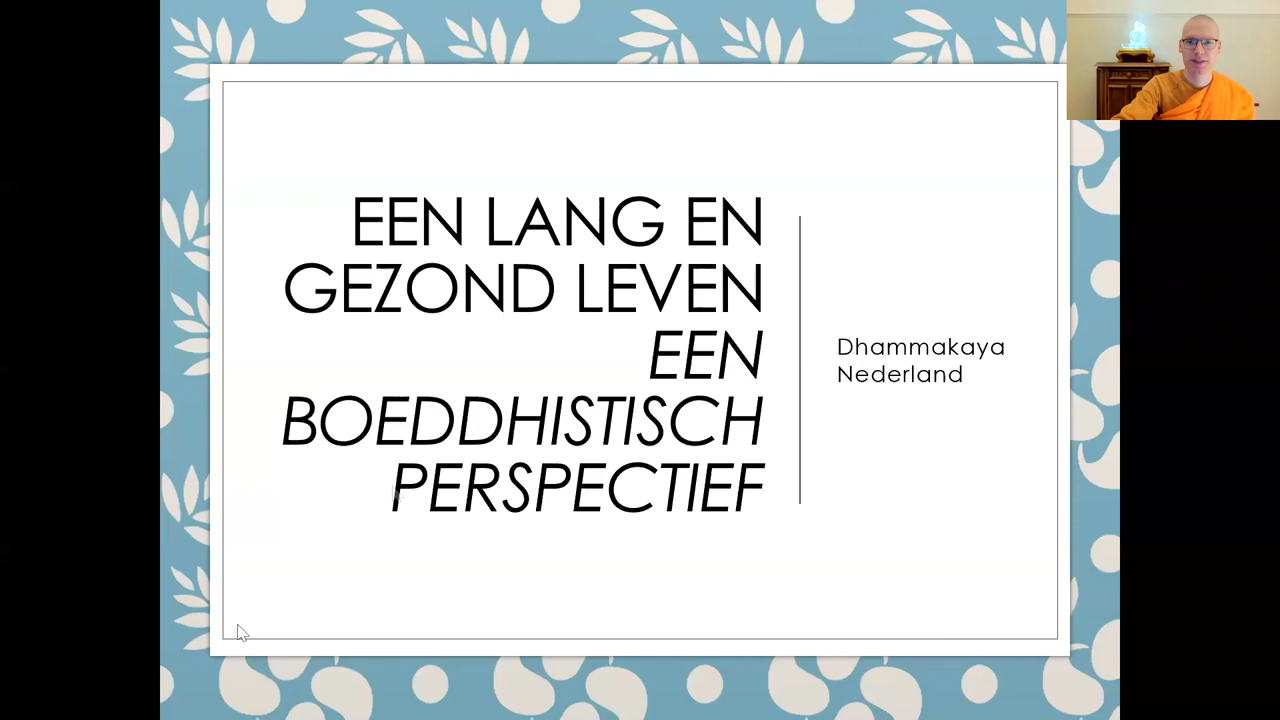 EEN LANG EN
GEZOND LEVEN
EEN
BOEDDHISTISCH
PERSPECTIEF
Dhammakaya
Nederland